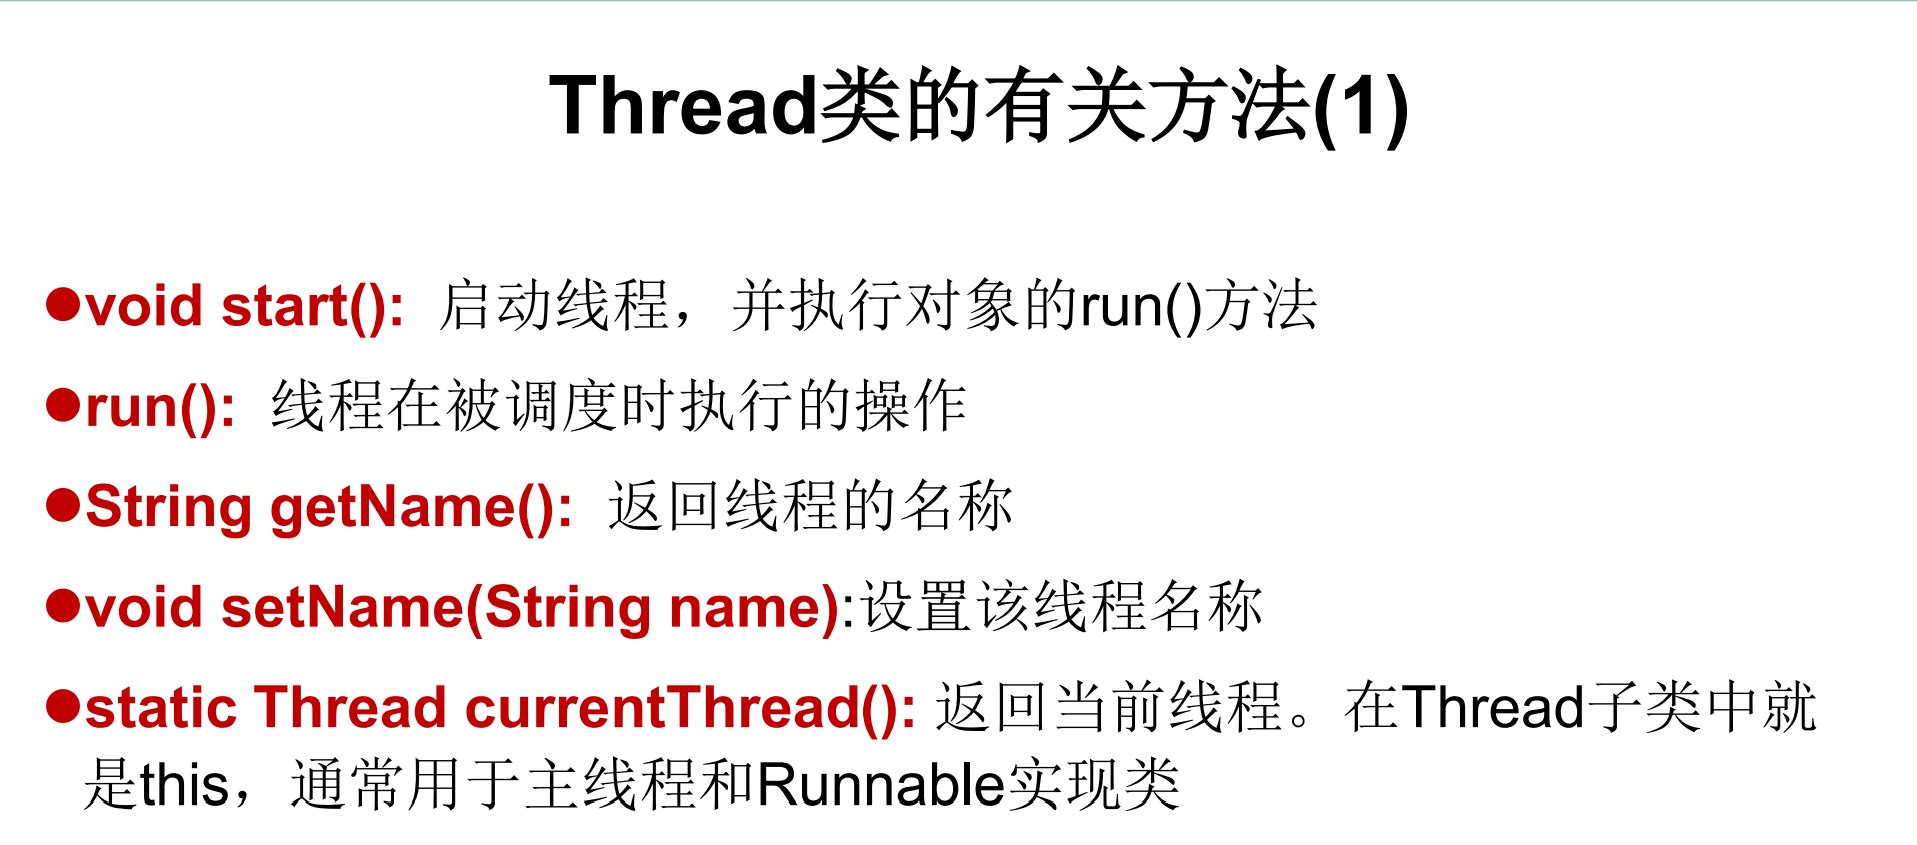 Thread类的有关方法(1)
●void start(): 启动线程，并执行对象的run()方法
●run(): 线程在被调度时执行的操作
●String getName(): 返回线程的名称
●void setName(String name):设置该线程名称
●static Thread currentThread(): 返回当前线程。在Thread子类中就
是this，通常用于主线程和Runnable实现类